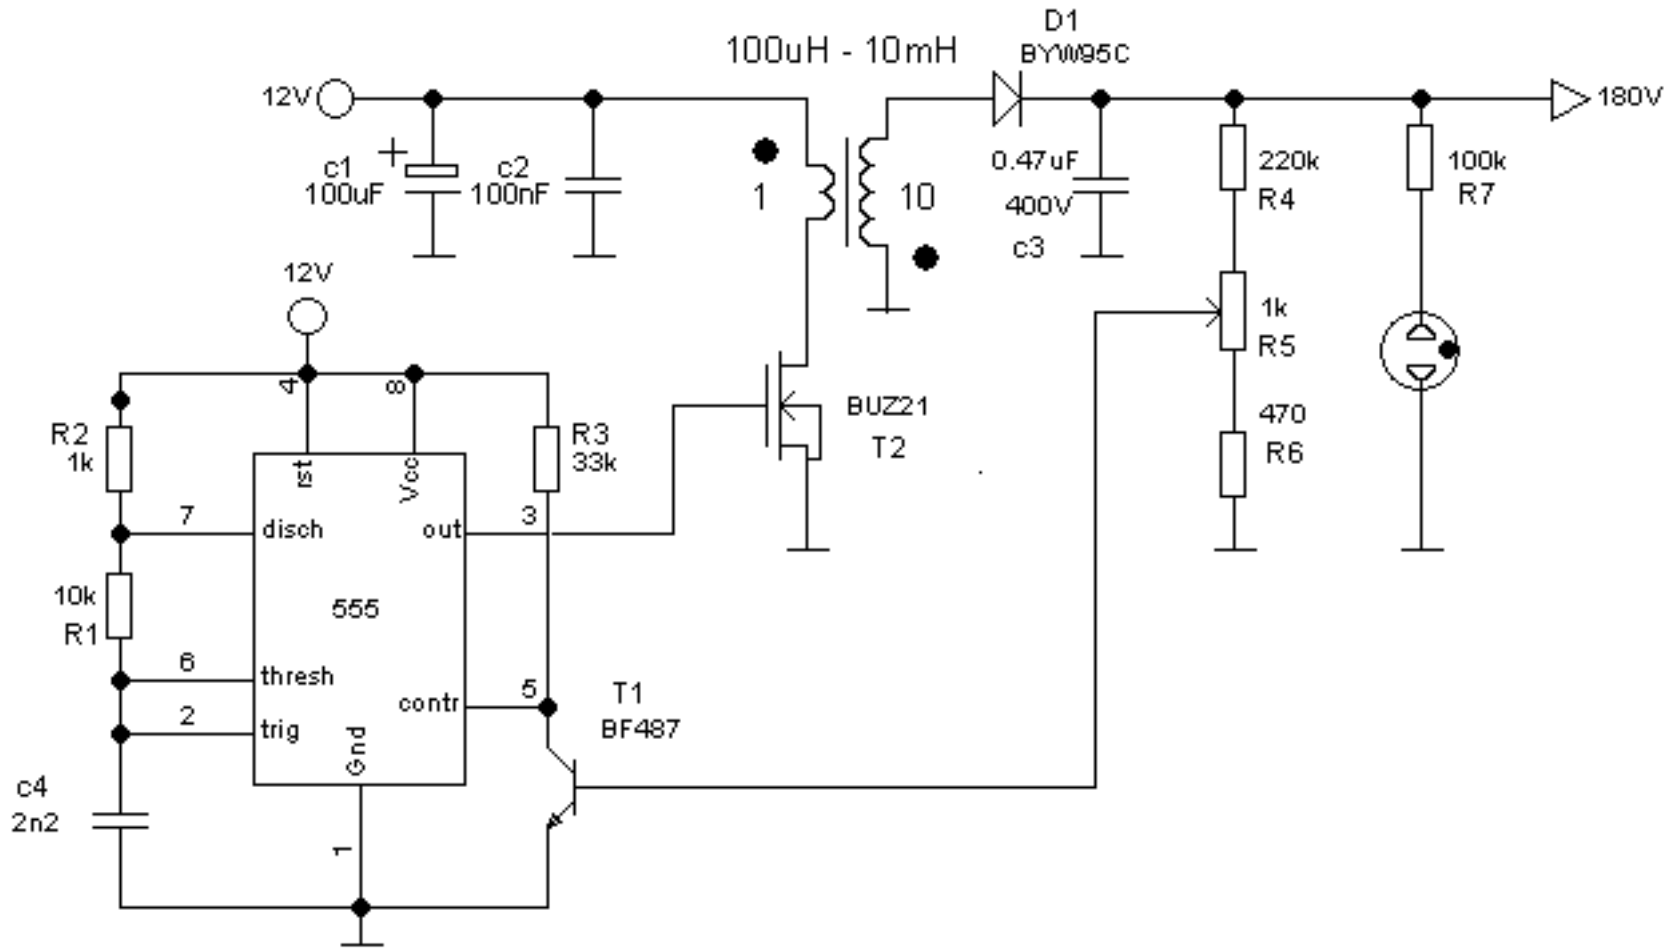 D1
BYW95C
100uH - 10mH
12V
180V
c1
+
100uF
c2
100nF
1
10
0.47uF
400V
c3
220k
R4
100k
R7
12V
1k
R5
470
R6
BUZ21
T2
4
8
R2
1k
R3
33k
rst
Vcc
7
disch
out
3
10k
R1
555
6
thresh
2
trig
contr
5
Gnd
T1
BF487
c4
2n2
1